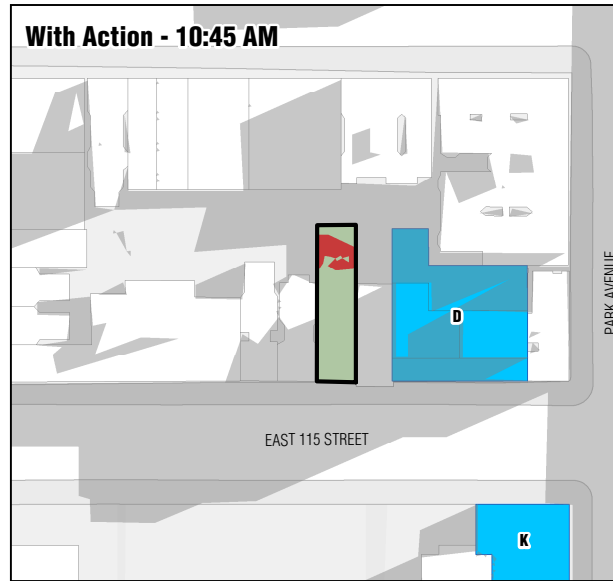 With Action - 10:45 AM
D
PARK AVENUE
EAST 115 STREET
K